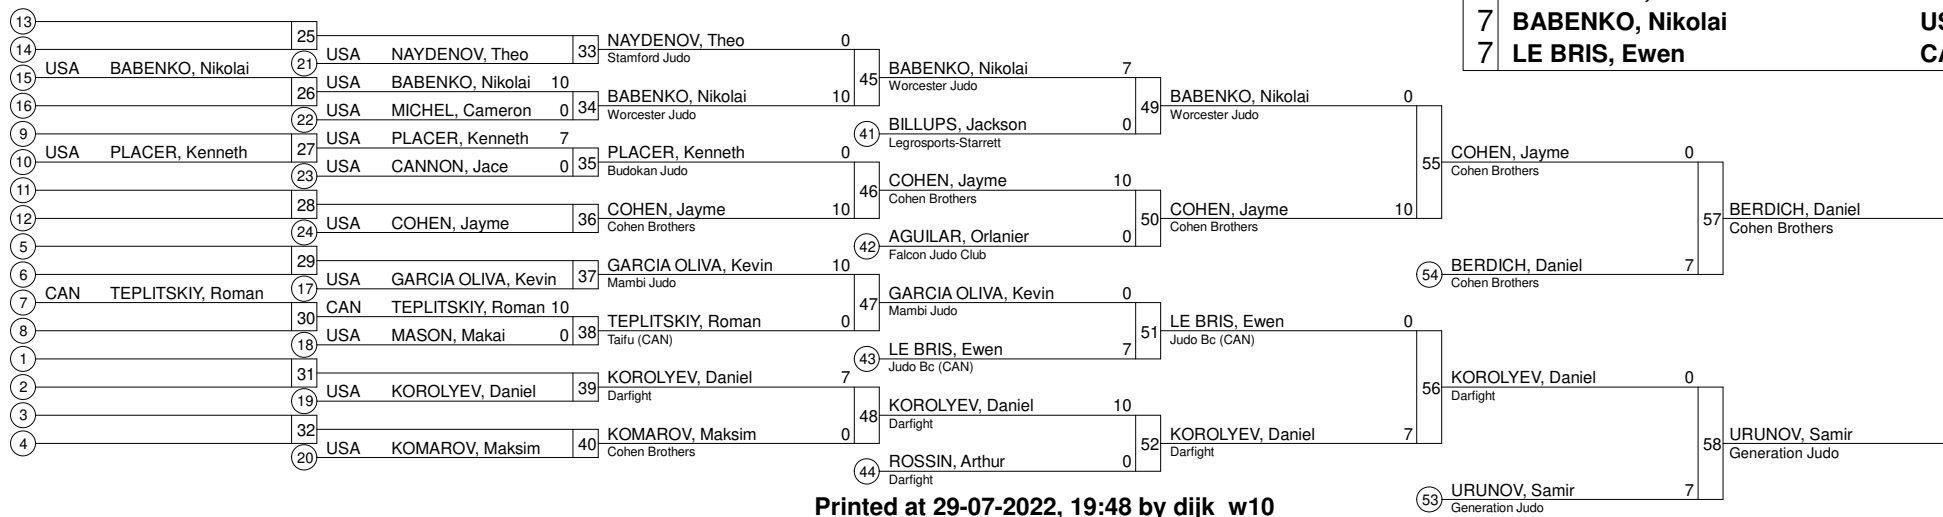 7 BABENKO, Nikolai
7 LE BRIS, Ewen
13
14
15 USA BABENKO, Nikolai
16
9
10 USA PLACER, Kenneth
11
12
5
6
7 CAN TEPLITSKIY, Roman
8
1
2
3
4
25
21 USA NAYDENOV, Theo
26 USA BABENKO, Nikolai 10
22 USA MICHEL, Cameron 0
27 USA PLACER, Kenneth 7
23 USA CANNON, Jace 0
28
24 USA COHEN, Jayme
29
17 USA GARCIA OLIVA, Kevin
30 CAN TEPLITSKIY, Roman 10
18 USA MASON, Makai 0
31
19 USA KOROLYEV, Daniel
32
20 USA KOMAROV, Maksim
33 NAYDENOV, Theo 0
Stamford Judo
34 BABENKO, Nikolai 10
Worcester Judo
35 PLACER, Kenneth 0
Budokan Judo
36 COHEN, Jayme 10
Cohen Brothers
37 GARCIA OLIVA, Kevin 10
Mambi Judo
38 TEPLITSKIY, Roman 0
Taifu (CAN)
39 KOROLYEV, Daniel 7
Darfight
40 KOMAROV, Maksim 0
Cohen Brothers
45 BABENKO, Nikolai 7
Worcester Judo
41 BILLUPS, Jackson 0
Legrosports-Starrett
46 COHEN, Jayme 10
Cohen Brothers
42 AGUILAR, Orlanier 0
Falcon Judo Club
47 GARCIA OLIVA, Kevin 0
Mambi Judo
43 LE BRIS, Ewen 7
Judo Bc (CAN)
48 KOROLYEV, Daniel 10
Darfight
44 ROSSIN, Arthur 0
Darfight
49 BABENKO, Nikolai 0
Worcester Judo
50 COHEN, Jayme 10
Cohen Brothers
51 LE BRIS, Ewen 0
Judo Bc (CAN)
52 KOROLYEV, Daniel 7
Darfight
55 COHEN, Jayme 0
Cohen Brothers
54 BERDICH, Daniel 7
Cohen Brothers
56 KOROLYEV, Daniel 0
Darfight
53 URUNOV, Samir 7
Generation Judo
57 BERDICH, Daniel
Cohen Brothers
58 URUNOV, Samir
Generation Judo
Printed at 29-07-2022, 19:48 by dijk_w10